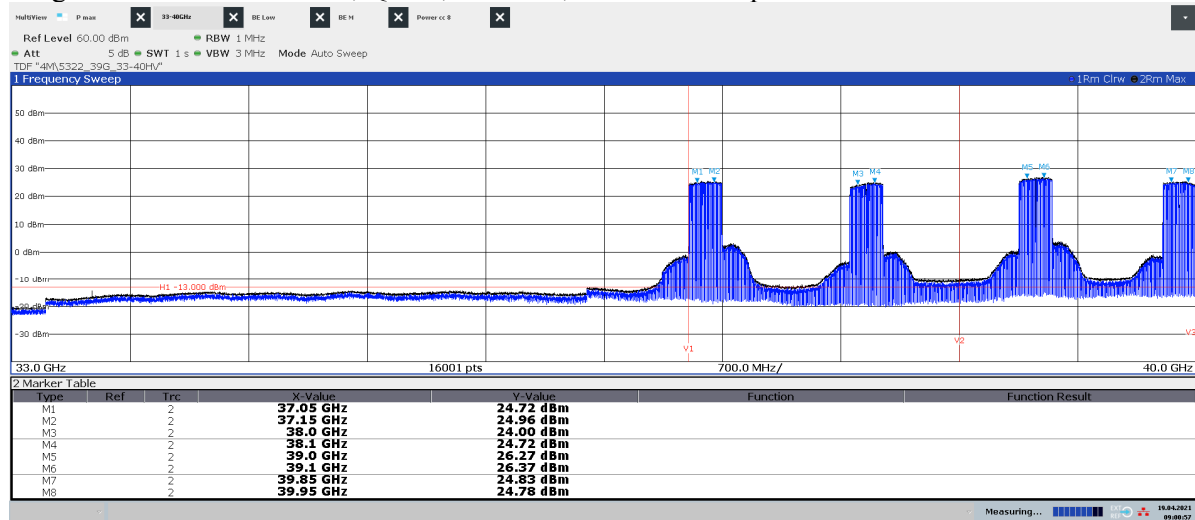 MultiView P max 33-40GHz BE Low BE M Power cc 8
Ref Level 60.00 dBm RBW 1 MHz
Att 5 dB SWT 1 s VBW 3 MHz Mode Auto Sweep
TDF "4M\5322_39G_33-40HV"
1 Frequency Sweep 1Rm Clrw 2Rm Max
50 dBm
40 dBm
30 dBm
M1 M2 M3 M4 M5 M6 M7 M8
20 dBm
10 dBm
0 dBm
-10 dBm
H1 -13.000 dBm
-20 dBm
-30 dBm
V1 V2 V3
33.0 GHz 16001 pts 700.0 MHz/ 40.0 GHz
2 Marker Table
Type Ref Trc X-Value Y-Value Function Function Result
M1 2 37.05 GHz 24.72 dBm
M2 2 37.15 GHz 24.96 dBm
M3 2 38.0 GHz 24.00 dBm
M4 2 38.1 GHz 24.72 dBm
M5 2 39.0 GHz 26.27 dBm
M6 2 39.1 GHz 26.37 dBm
M7 2 39.85 GHz 24.83 dBm
M8 2 39.95 GHz 24.78 dBm
Measuring... EXT REF 19.04.2021
09:00:57